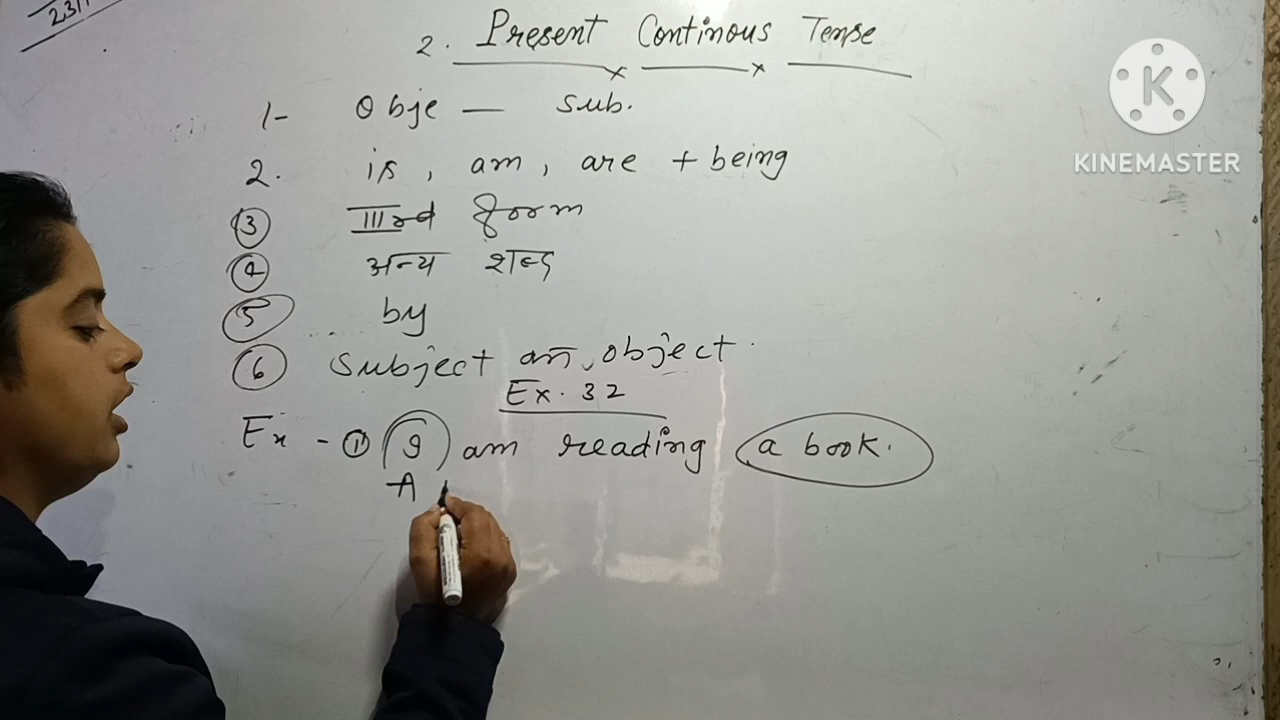 2. Present Continous Tense
1- Obje — sub.
2. is, am, are + being
③ IIIrd form
④ अन्य शब्द
⑤ by
⑥ Subject का object.
Ex. 32
Ex - ① I am reading a book.
A
KINEMASTER